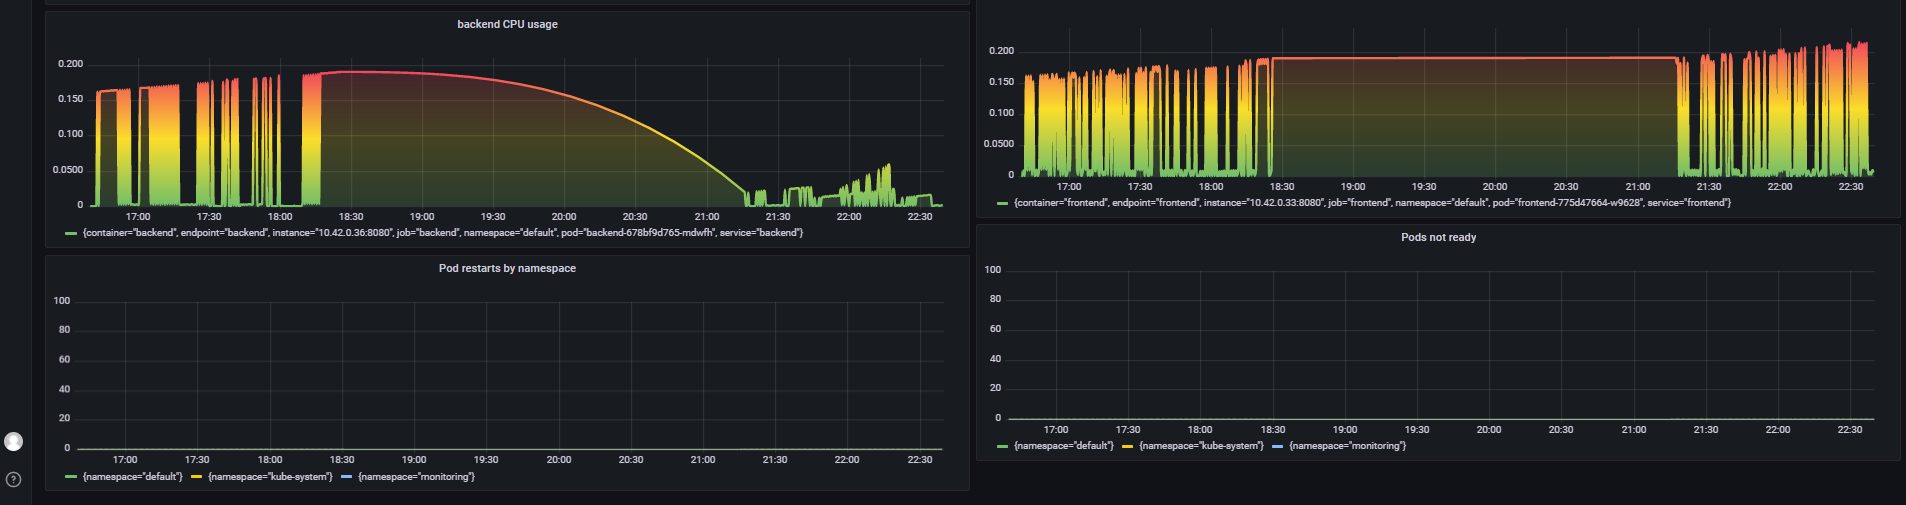 backend CPU usage
0.200
0.150
0.100
0.0500
0
17:00 17:30 18:00 18:30 19:00 19:30 20:00 20:30 21:00 21:30 22:00 22:30
{container="backend", endpoint="backend", instance="10.42.0.36:8080", job="backend", namespace="default", pod="backend-678bf9d765-mdwfh", service="backend"}
0.200
0.150
0.100
0.0500
0
17:00 17:30 18:00 18:30 19:00 19:30 20:00 20:30 21:00 21:30 22:00 22:30
{container="frontend", endpoint="frontend", instance="10.42.0.33:8080", job="frontend", namespace="default", pod="frontend-775d47664-w9628", service="frontend"}
Pod restarts by namespace
100
80
60
40
20
0
17:00 17:30 18:00 18:30 19:00 19:30 20:00 20:30 21:00 21:30 22:00 22:30
{namespace="default"} {namespace="kube-system"} {namespace="monitoring"}
Pods not ready
100
80
60
40
20
0
17:00 17:30 18:00 18:30 19:00 19:30 20:00 20:30 21:00 21:30 22:00 22:30
{namespace="default"} {namespace="kube-system"} {namespace="monitoring"}
?